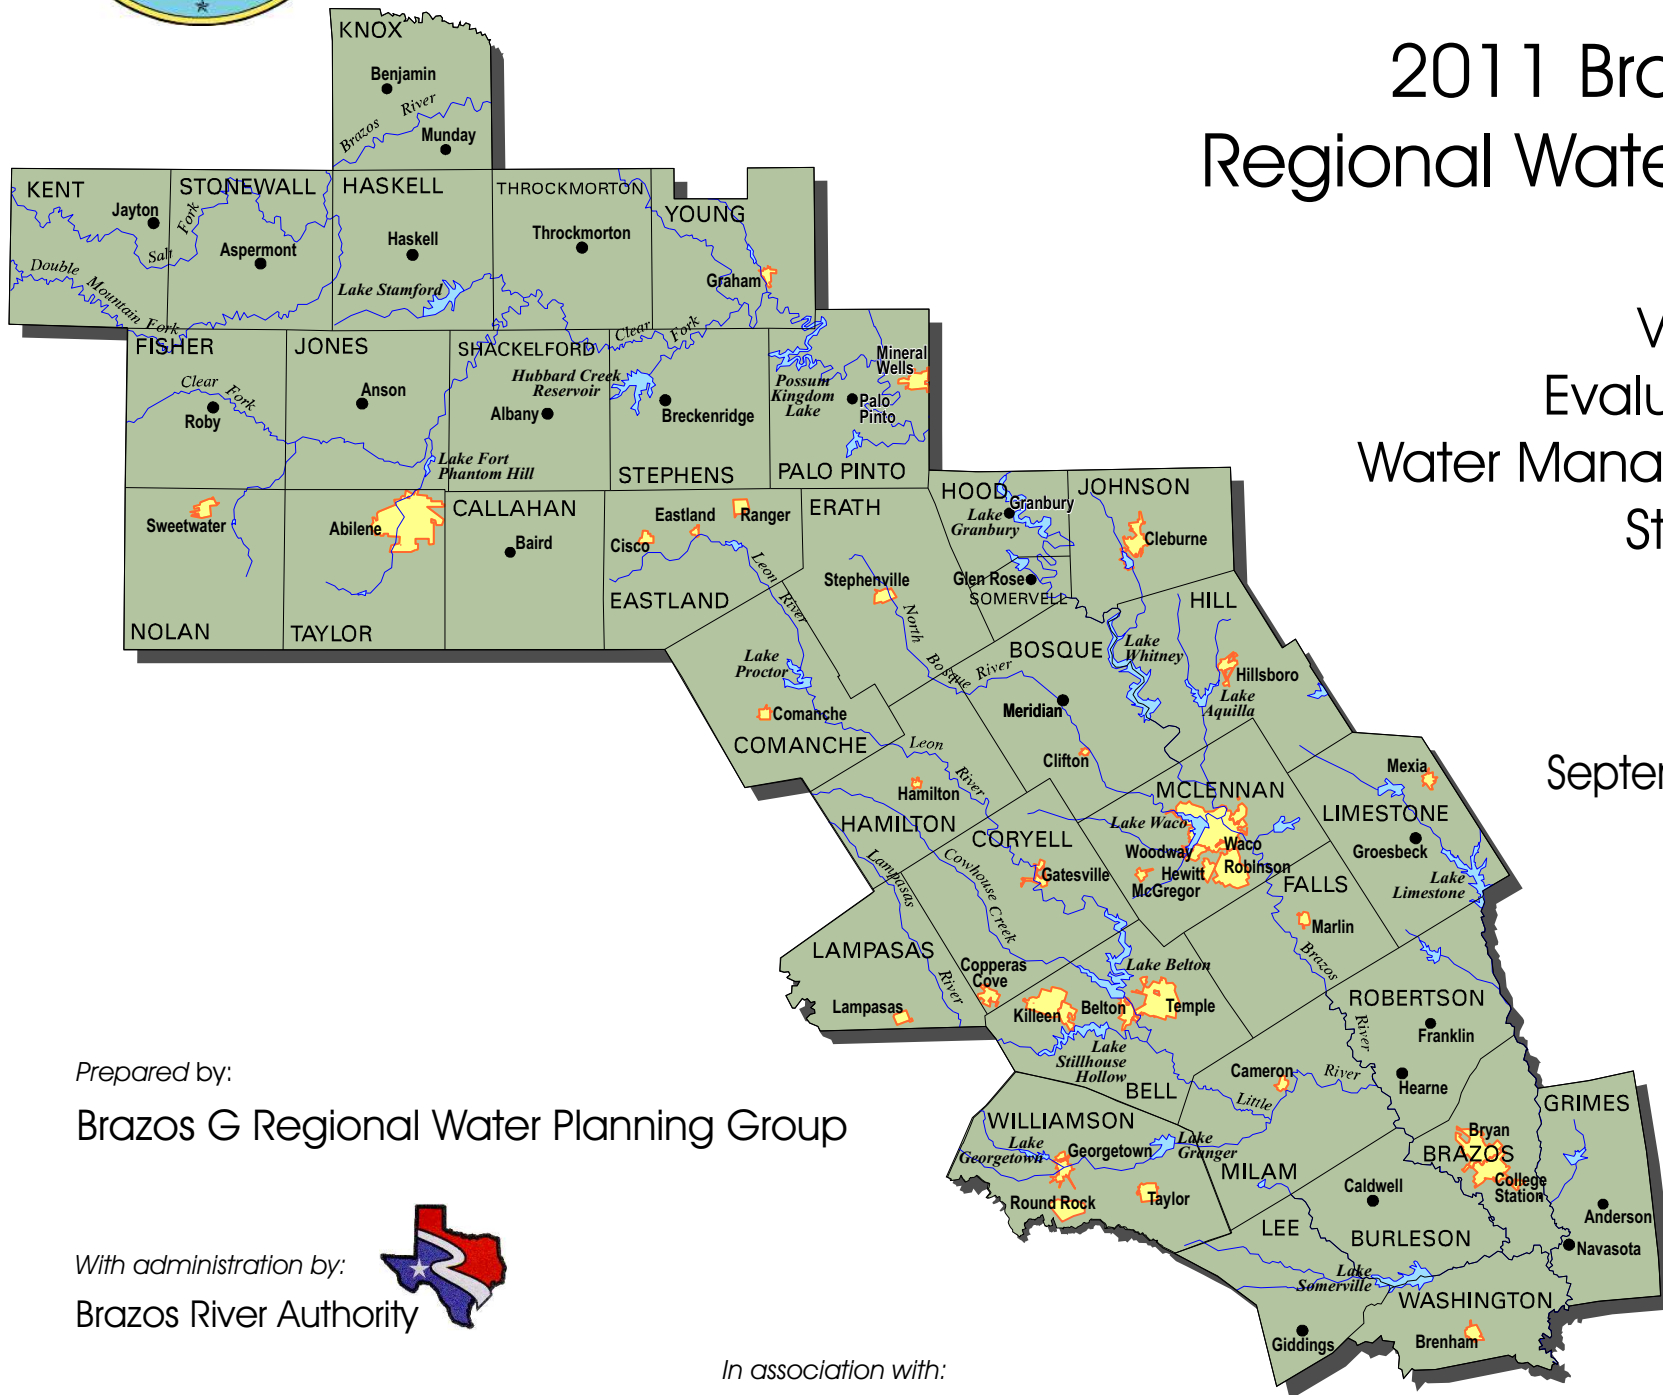 2011 Bra
Regional Wate
V
Evalu
Water Mana
St
Septem
KNOX
Benjamin
Brazos River
Munday
KENT
Jayton
STONEWALL
Salt Fork
Aspermont
HASKELL
Haskell
Lake Stamford
THROCKMORTON
Throckmorton
YOUNG
Graham
Double Mountain Fork
FISHER
Clear Fork
Roby
JONES
Anson
SHACKELFORD
Hubbard Creek
Reservoir
Albany
Clear Fork
Breckenridge
STEPHENS
Possum
Kingdom
Lake
Mineral
Wells
Palo
Pinto
PALO PINTO
Lake Fort
Phantom Hill
Sweetwater
NOLAN
Abilene
TAYLOR
CALLAHAN
Baird
Eastland
Ranger
Cisco
EASTLAND
Leon River
ERATH
Stephenville
North Bosque River
HOOD
Granbury
Lake
Granbury
Glen Rose
SOMERVELL
JOHNSON
Cleburne
HILL
Lake
Whitney
Hillsboro
Lake
Aquilla
BOSQUE
Meridian
Clifton
Lake
Proctor
Comanche
COMANCHE
Leon River
Hamilton
HAMILTON
CORYELL
Gatesville
Cowhouse Creek
Lampasas River
MCLENNAN
Lake Waco
Waco
Woodway
Hewitt
Robinson
McGregor
Mexia
LIMESTONE
Groesbeck
Lake
Limestone
FALLS
Marlin
Brazos River
LAMPASAS
Lampasas
Copperas
Cove
Killeen
Belton
Lake Belton
Temple
Lake
Stillhouse
Hollow
BELL
ROBERTSON
Franklin
Hearne
Cameron
Little River
MILAM
WILLIAMSON
Lake
Georgetown
Georgetown
Lake
Granger
Round Rock
Taylor
GRIMES
Bryan
BRAZOS
College
Station
Anderson
Navasota
Caldwell
BURLESON
LEE
Lake
Somerville
WASHINGTON
Giddings
Brenham
Prepared by:
Brazos G Regional Water Planning Group
With administration by:
Brazos River Authority
In association with: